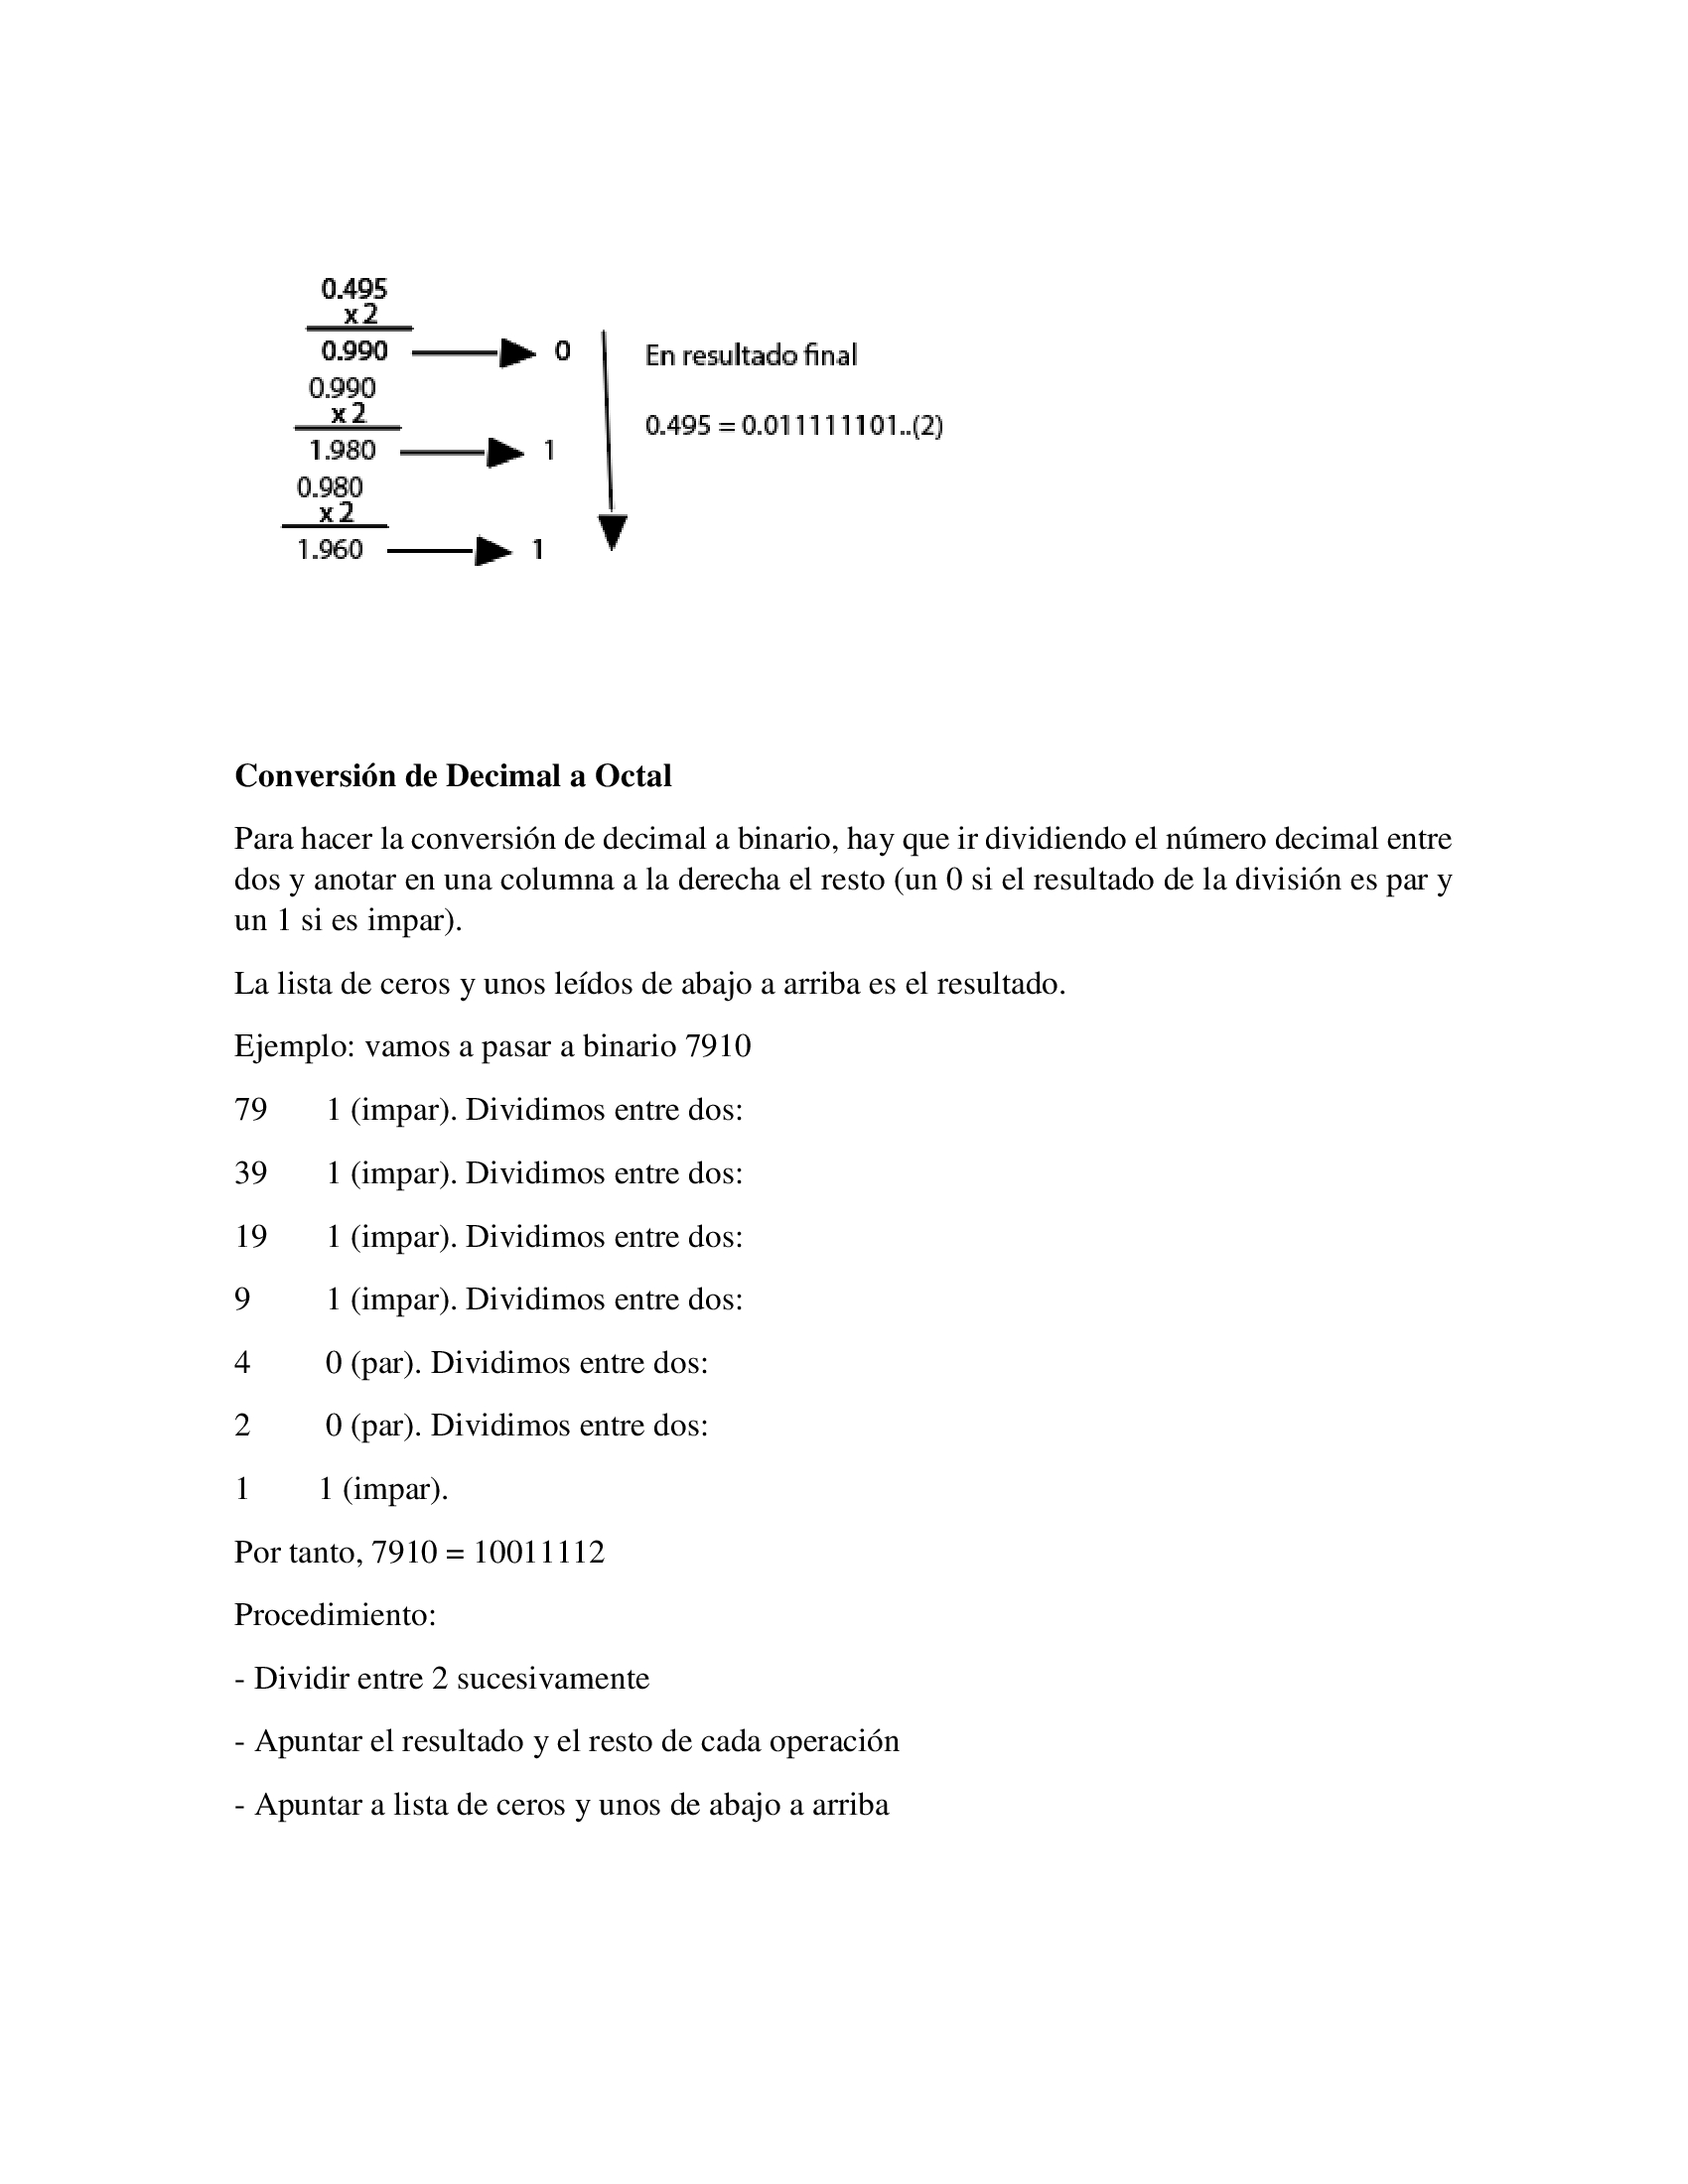 0.495
x 2
0.990 0
0.990
x 2
1.980 1
0.980
x 2
1.960 1
En resultado final
0.495 = 0.011111101..(2)
Conversión de Decimal a Octal
Para hacer la conversión de decimal a binario, hay que ir dividiendo el número decimal entre
dos y anotar en una columna a la derecha el resto (un 0 si el resultado de la división es par y
un 1 si es impar).
La lista de ceros y unos leídos de abajo a arriba es el resultado.
Ejemplo: vamos a pasar a binario 7910
79 1 (impar). Dividimos entre dos:
39 1 (impar). Dividimos entre dos:
19 1 (impar). Dividimos entre dos:
9 1 (impar). Dividimos entre dos:
4 0 (par). Dividimos entre dos:
2 0 (par). Dividimos entre dos:
1 1 (impar).
Por tanto, 7910 = 10011112
Procedimiento:
- Dividir entre 2 sucesivamente
- Apuntar el resultado y el resto de cada operación
- Apuntar a lista de ceros y unos de abajo a arriba